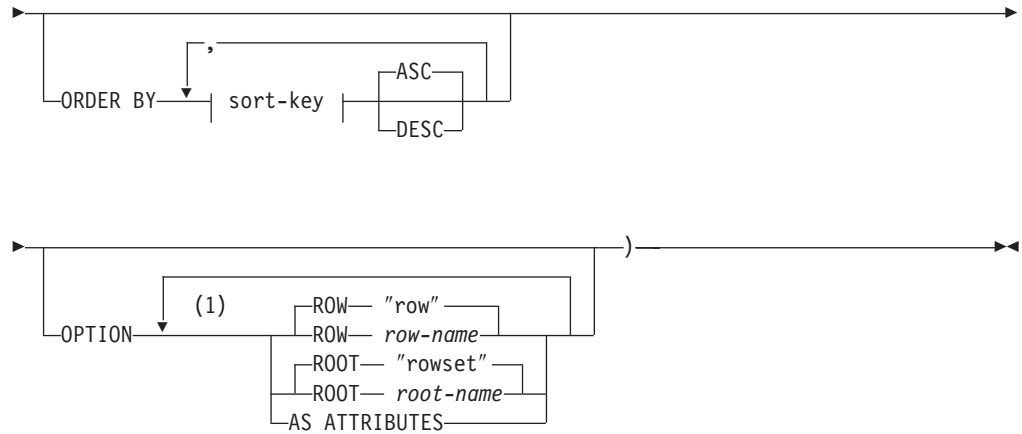 ,
ASC
ORDER BY sort-key
DESC
)
(1) ROW "row"
OPTION ROW row-name
ROOT "rowset"
ROOT root-name
AS ATTRIBUTES